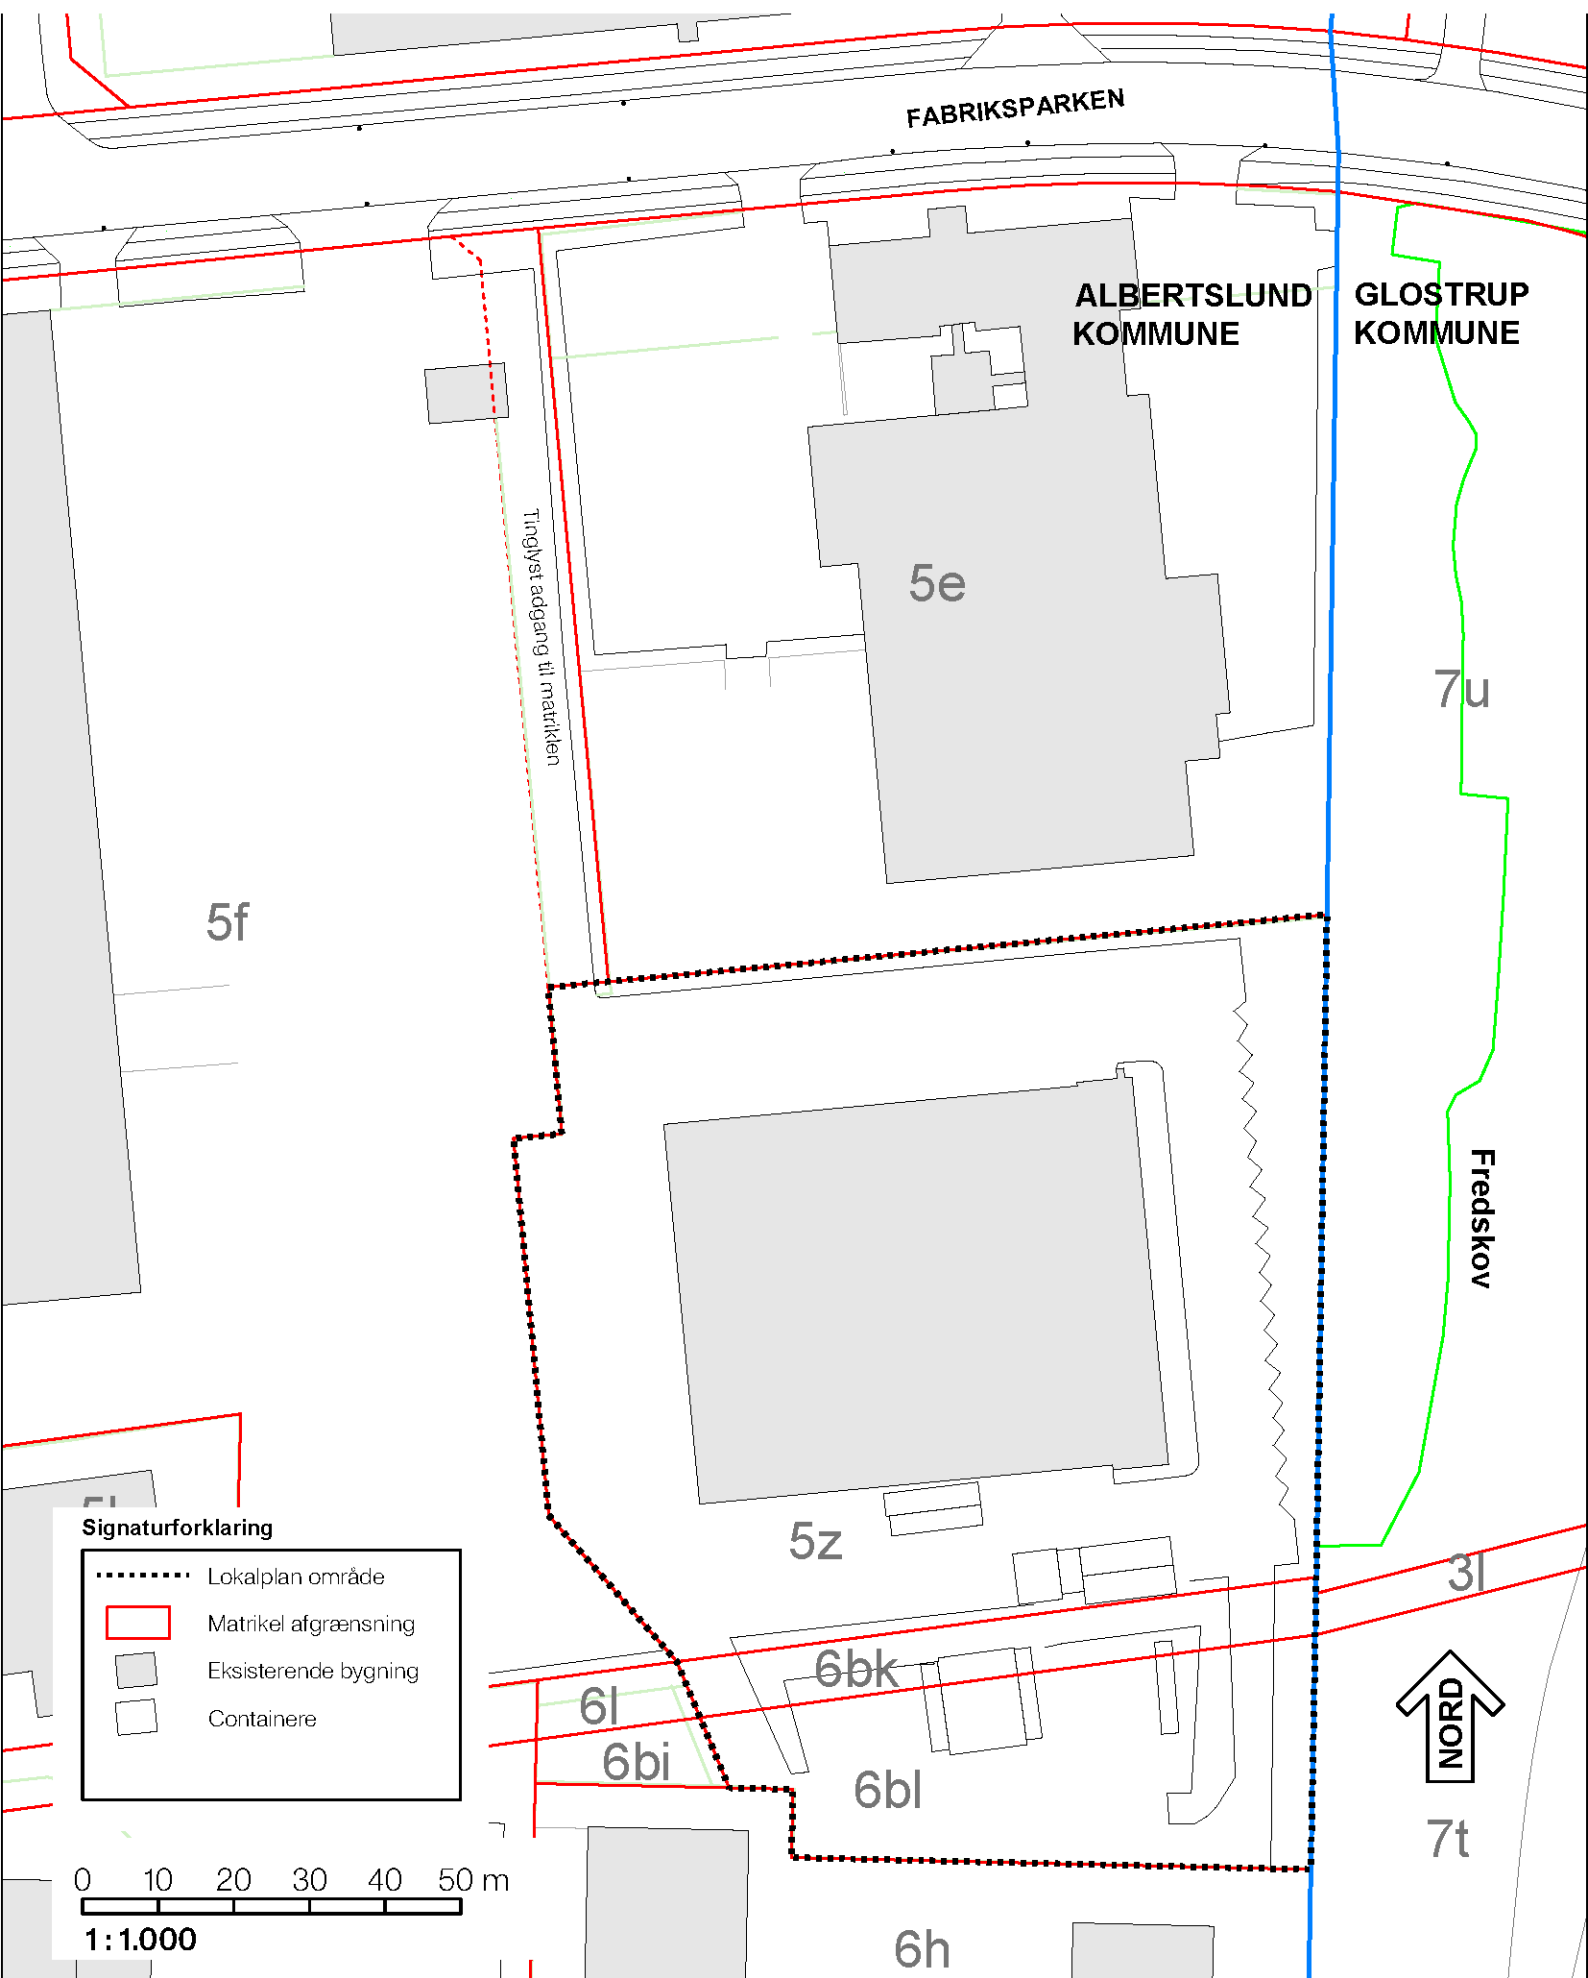 FABRIKSPARKEN
ALBERTSLUND
KOMMUNE
GLOSTRUP
KOMMUNE
Tinglyst adgang til matriklen
5e
7u
5f
Fredskov
5z
3l
6bk
6l
6bi
6bl
NORD
7t
6h
Signaturforklaring
Lokalplan område
Matrikel afgrænsning
Eksisterende bygning
Containere
0 10 20 30 40 50 m
1:1.000